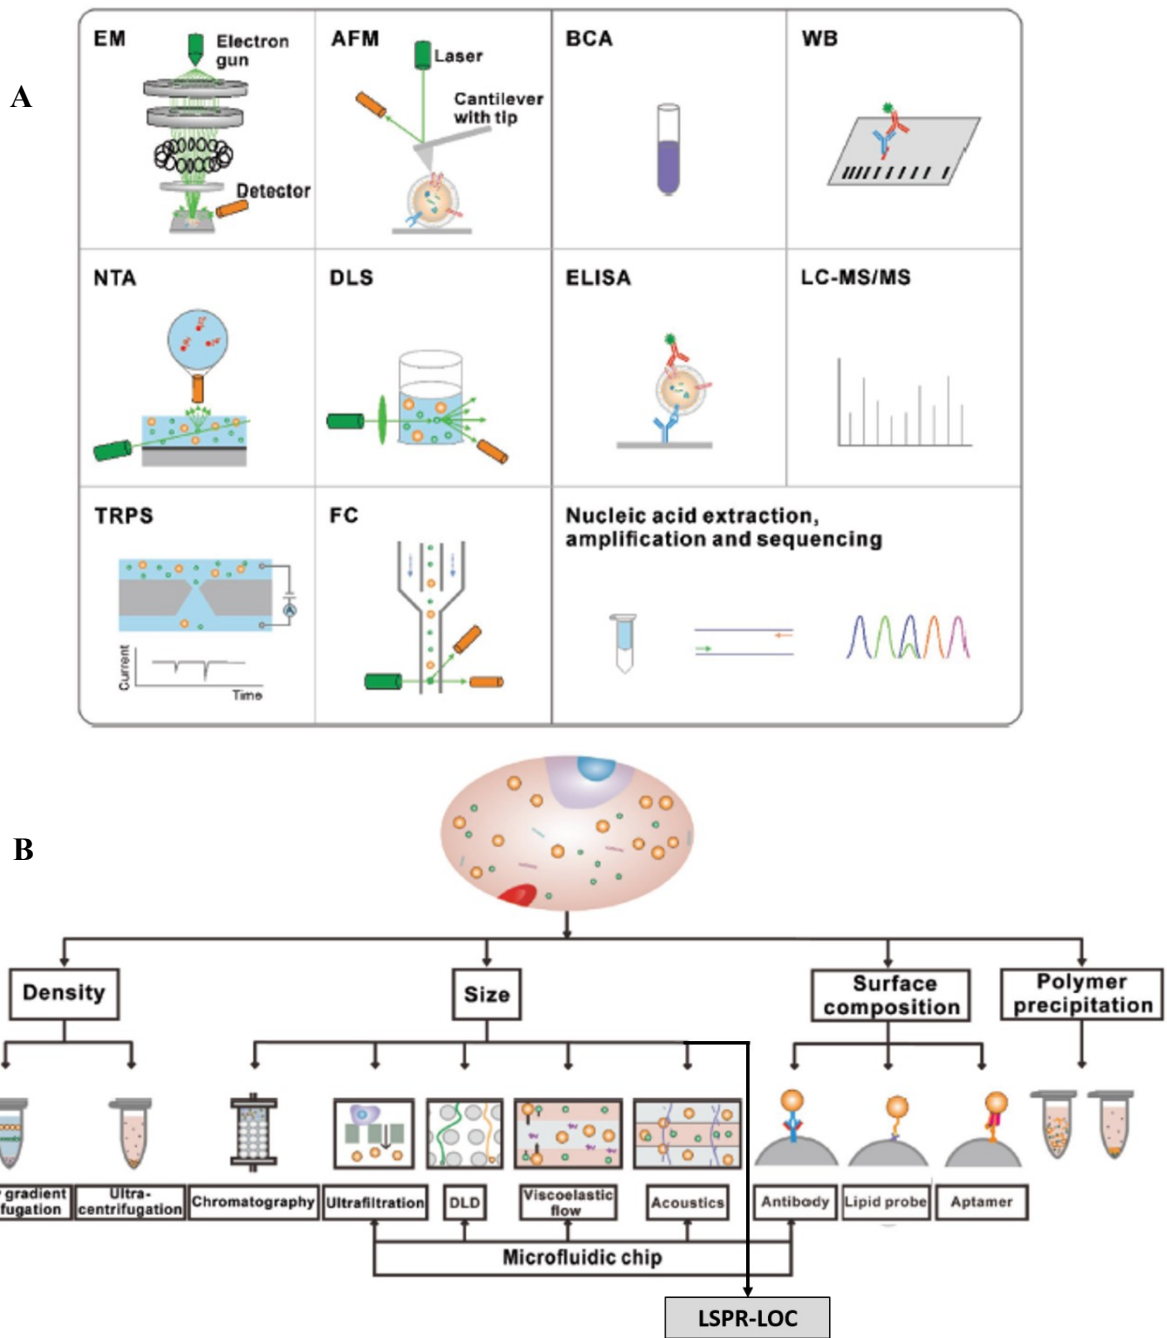 A
EM
Electron
gun
Detector
AFM
Laser
Cantilever
with tip
BCA
WB
NTA
DLS
ELISA
LC-MS/MS
TRPS
Current
Time
A
FC
Nucleic acid extraction,
amplification and sequencing
B
Density
Size
Surface
composition
Polymer
precipitation
gradient
fugation
Ultra-
centrifugation
Chromatography
Ultrafiltration
DLD
Viscoelastic
flow
Acoustics
Antibody
Lipid probe
Aptamer
Microfluidic chip
LSPR-LOC